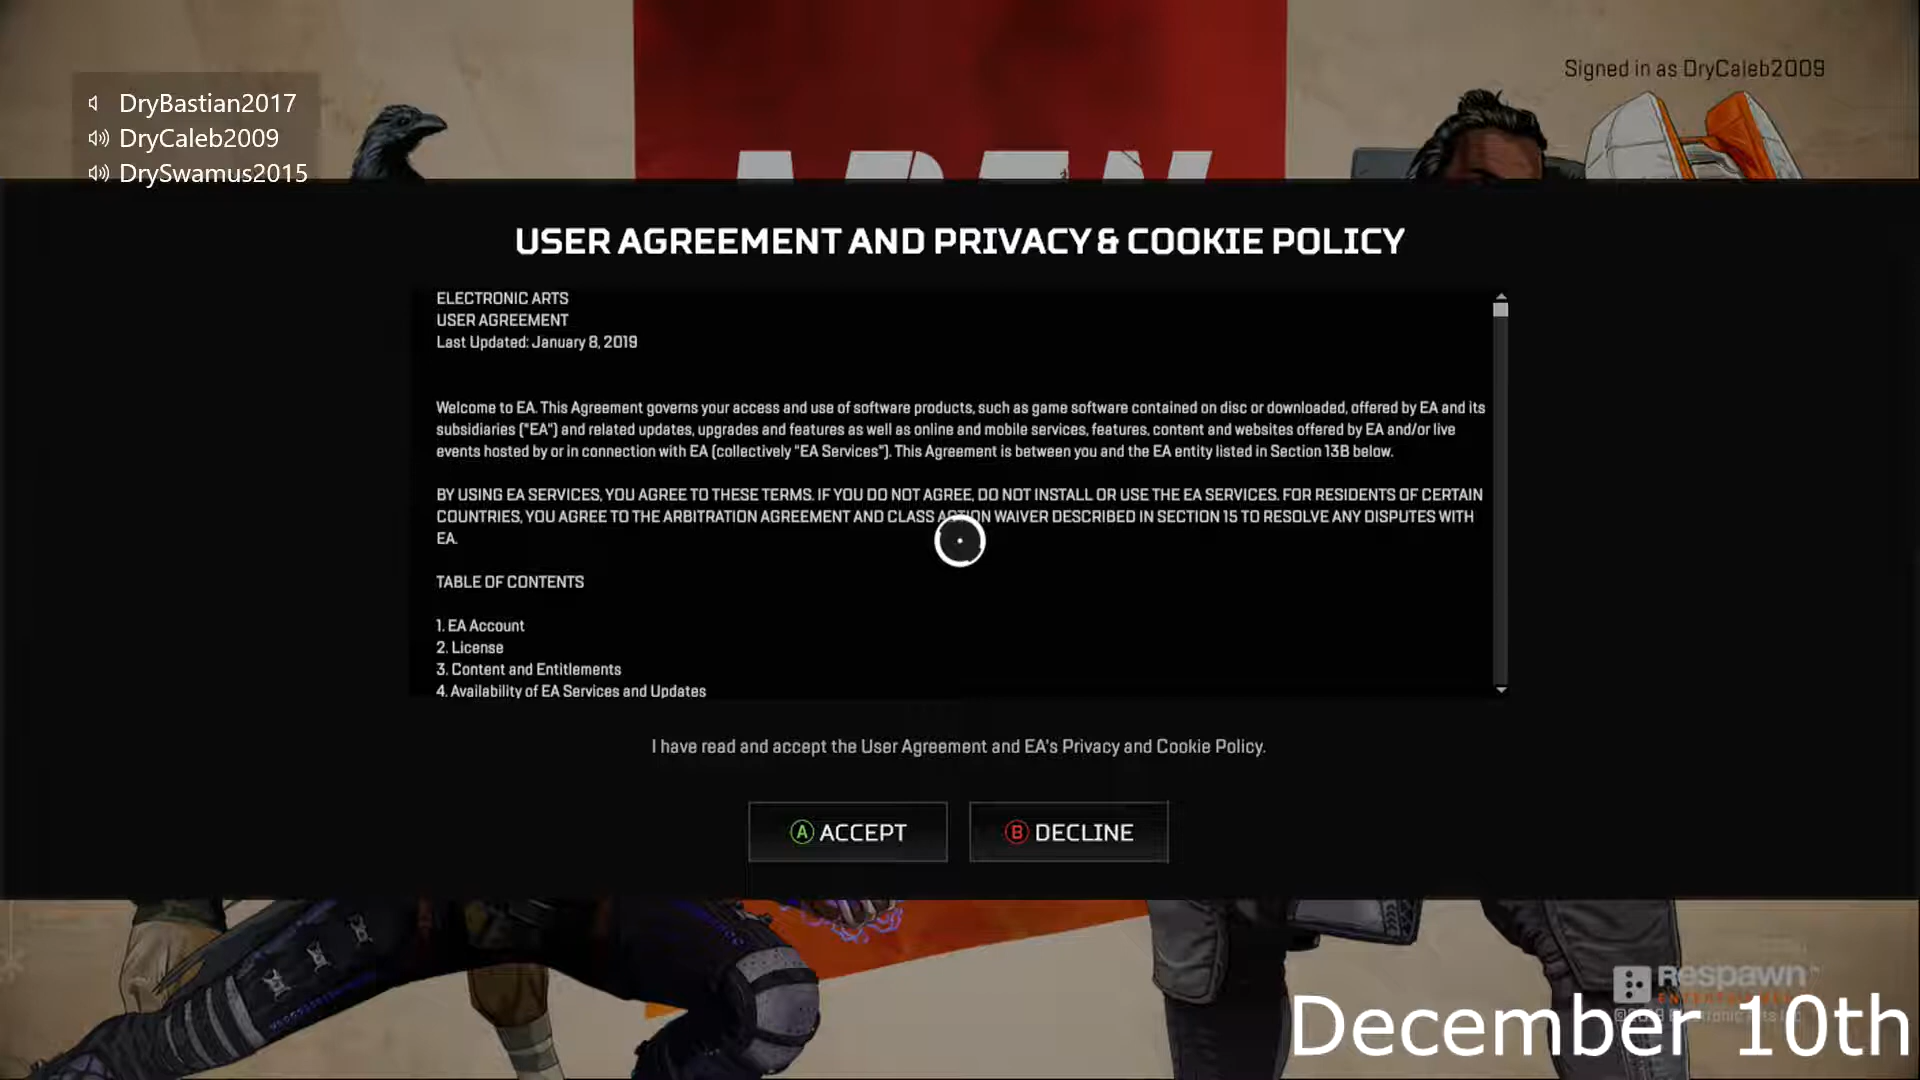 Signed in as DryCaleb2009
DryBastian2017
DryCaleb2009
DrySwamus2015
USER AGREEMENT AND PRIVACY & COOKIE POLICY
ELECTRONIC ARTS
USER AGREEMENT
Last Updated: January 8, 2019
Welcome to EA. This Agreement governs your access and use of software products, such as game software contained on disc or downloaded, offered by EA and its
subsidiaries ("EA") and related updates, upgrades and features as well as online and mobile services, features, content and websites offered by EA and/or live
events hosted by or in connection with EA (collectively "EA Services"). This Agreement is between you and the EA entity listed in Section 13B below.
BY USING EA SERVICES, YOU AGREE TO THESE TERMS. IF YOU DO NOT AGREE, DO NOT INSTALL OR USE THE EA SERVICES. FOR RESIDENTS OF CERTAIN
COUNTRIES, YOU AGREE TO THE ARBITRATION AGREEMENT AND CLASS ACTION WAIVER DESCRIBED IN SECTION 15 TO RESOLVE ANY DISPUTES WITH
EA.
TABLE OF CONTENTS
1. EA Account
2. License
3. Content and Entitlements
4. Availability of EA Services and Updates
I have read and accept the User Agreement and EA's Privacy and Cookie Policy.
A ACCEPT
B DECLINE
Respawn
ENTERTAINMENT
December 10th